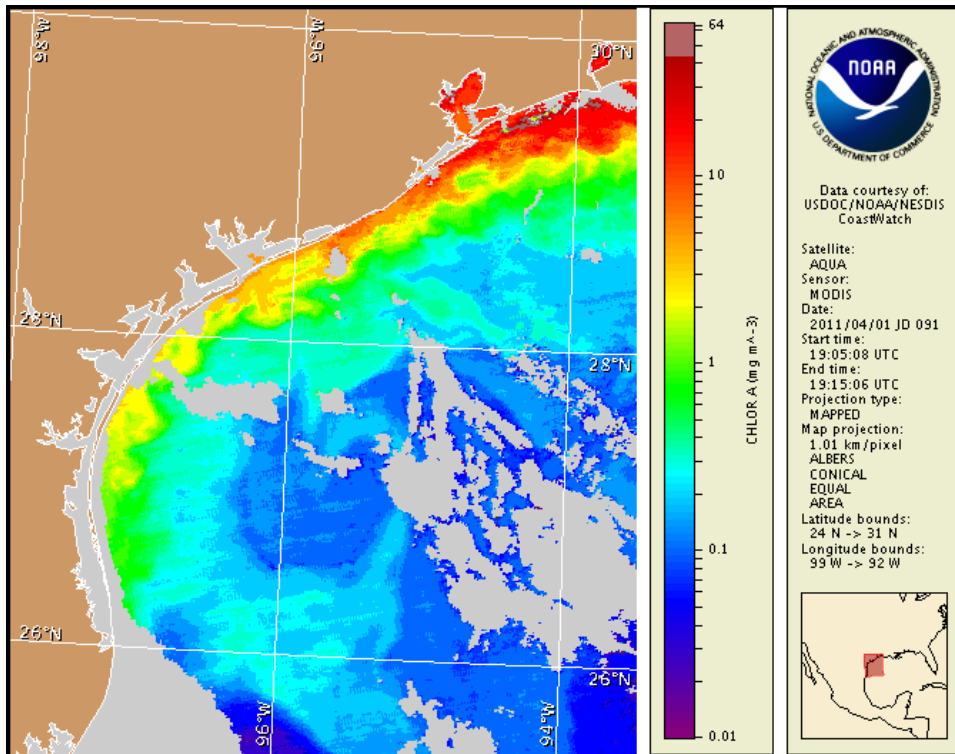 98°W
96°W
30°N
28°N
28°N
26°N
26°N
96°W
94°W
64
10
1
0.1
0.01
CHLOR A (mg m^-3)
NATIONAL OCEANIC AND ATMOSPHERIC ADMINISTRATION
NOAA
U.S. DEPARTMENT OF COMMERCE
Data courtesy of:
USDOC/NOAA/NESDIS
CoastWatch
Satellite:
AQUA
Sensor:
MODIS
Date:
2011/04/01 JD 091
Start time:
19:05:08 UTC
End time:
19:15:06 UTC
Projection type:
MAPPED
Map projection:
1.01 km/pixel
ALBERS
CONICAL
EQUAL
AREA
Latitude bounds:
24 N -> 31 N
Longitude bounds:
99 W -> 92 W